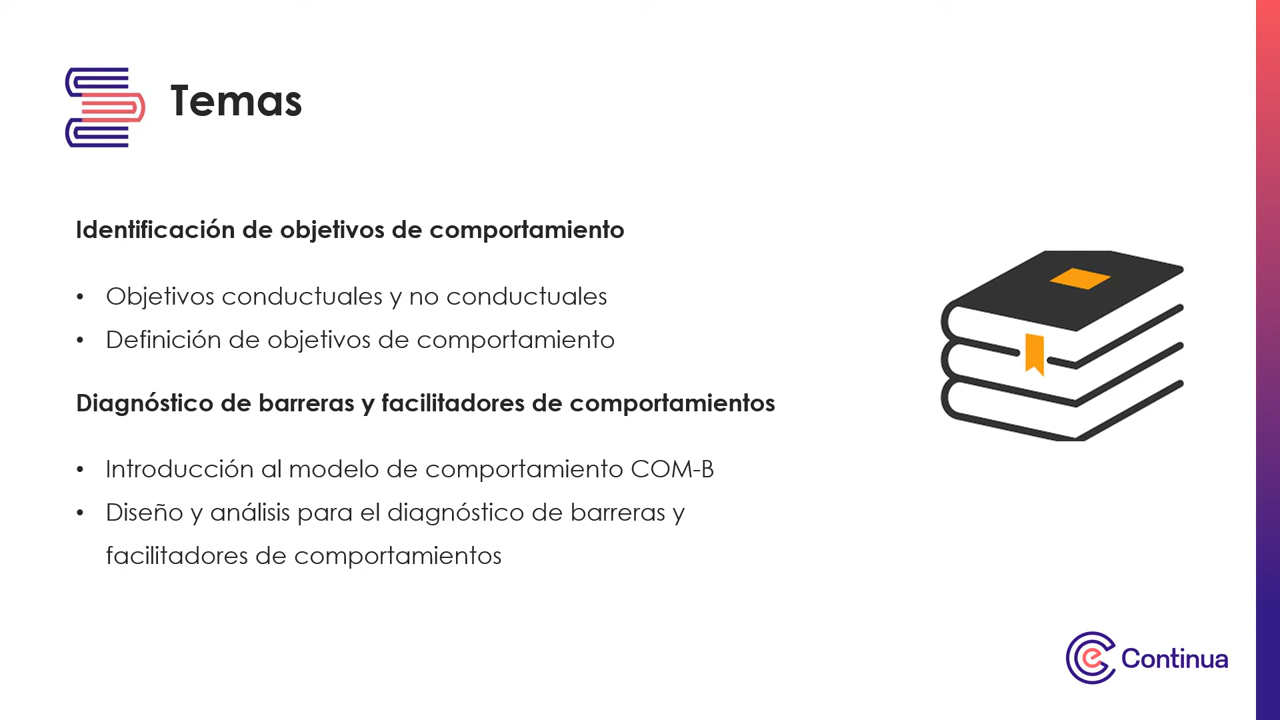 Temas
Identificación de objetivos de comportamiento
• Objetivos conductuales y no conductuales
• Definición de objetivos de comportamiento
Diagnóstico de barreras y facilitadores de comportamientos
• Introducción al modelo de comportamiento COM-B
• Diseño y análisis para el diagnóstico de barreras y
facilitadores de comportamientos
Continua